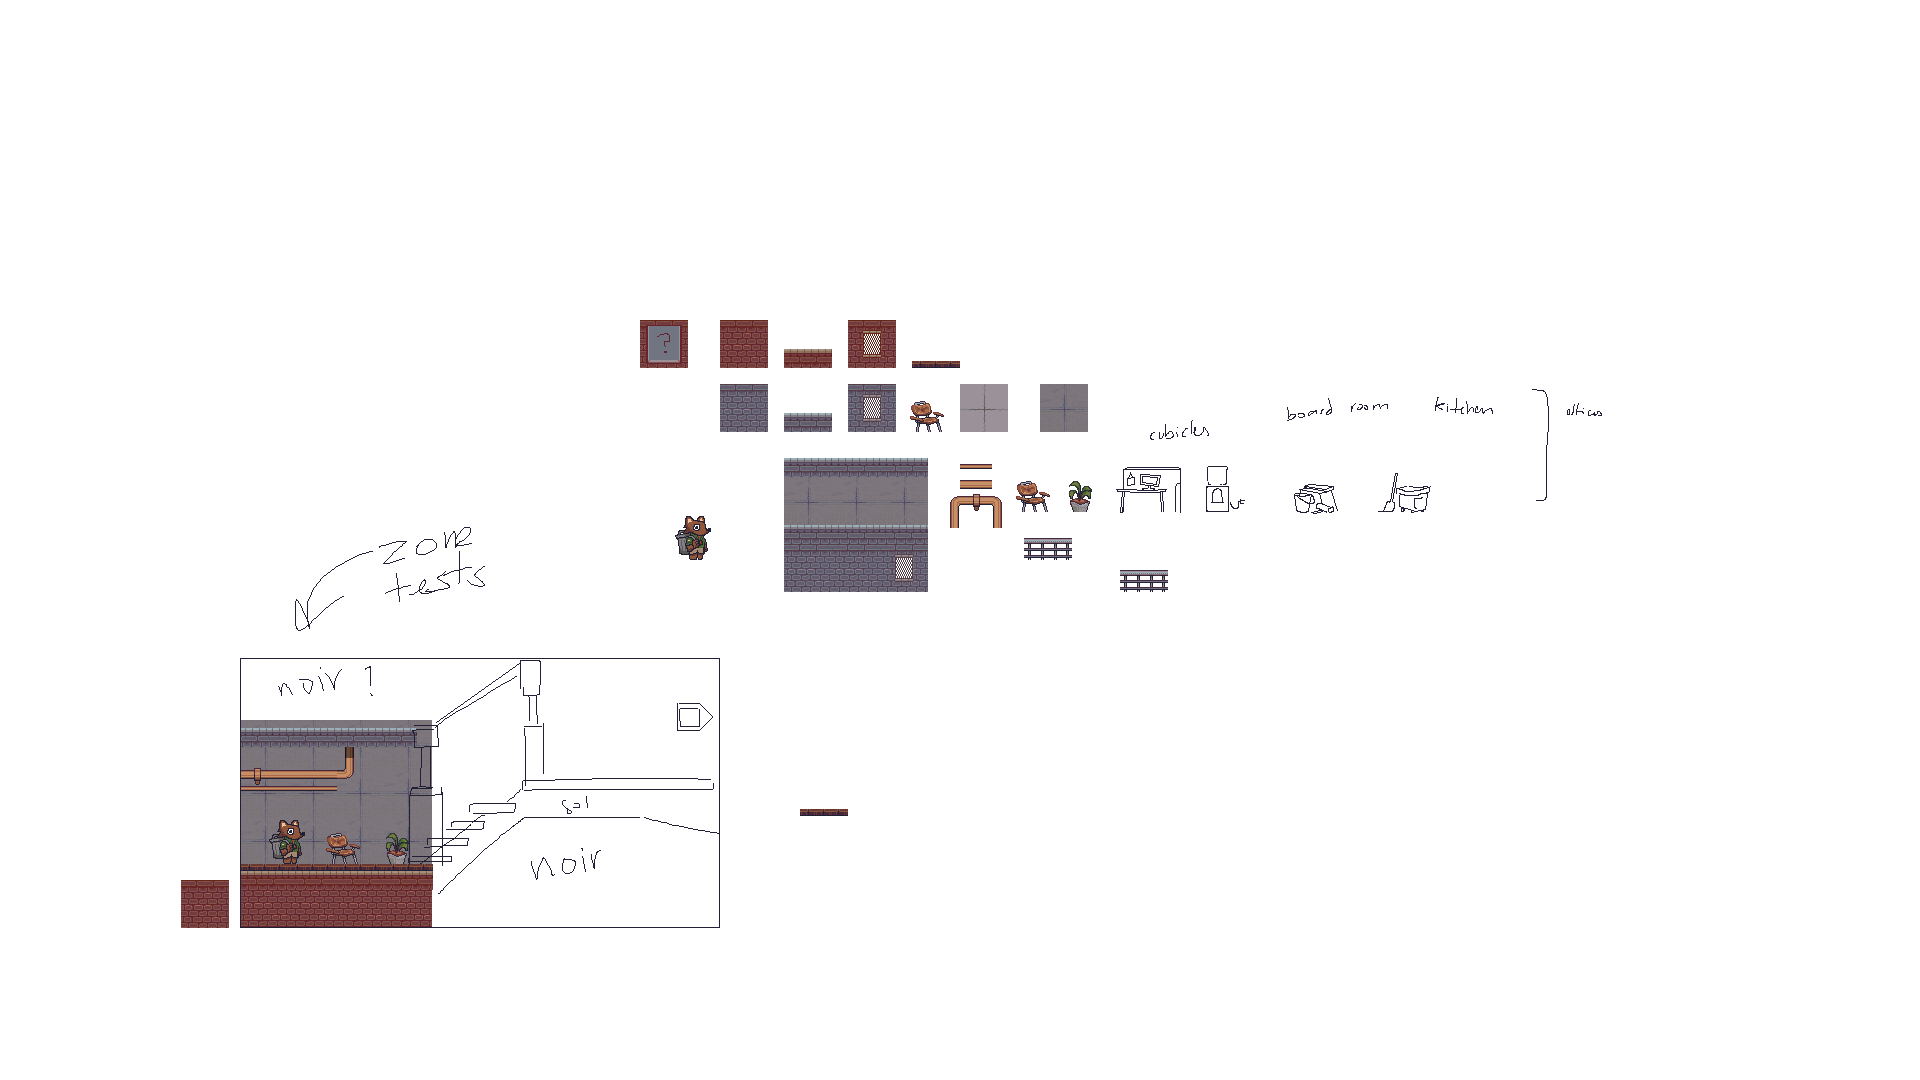 ?
board room
kitchen
offices
cubicles
zone
tests
noir ?
sol
noir